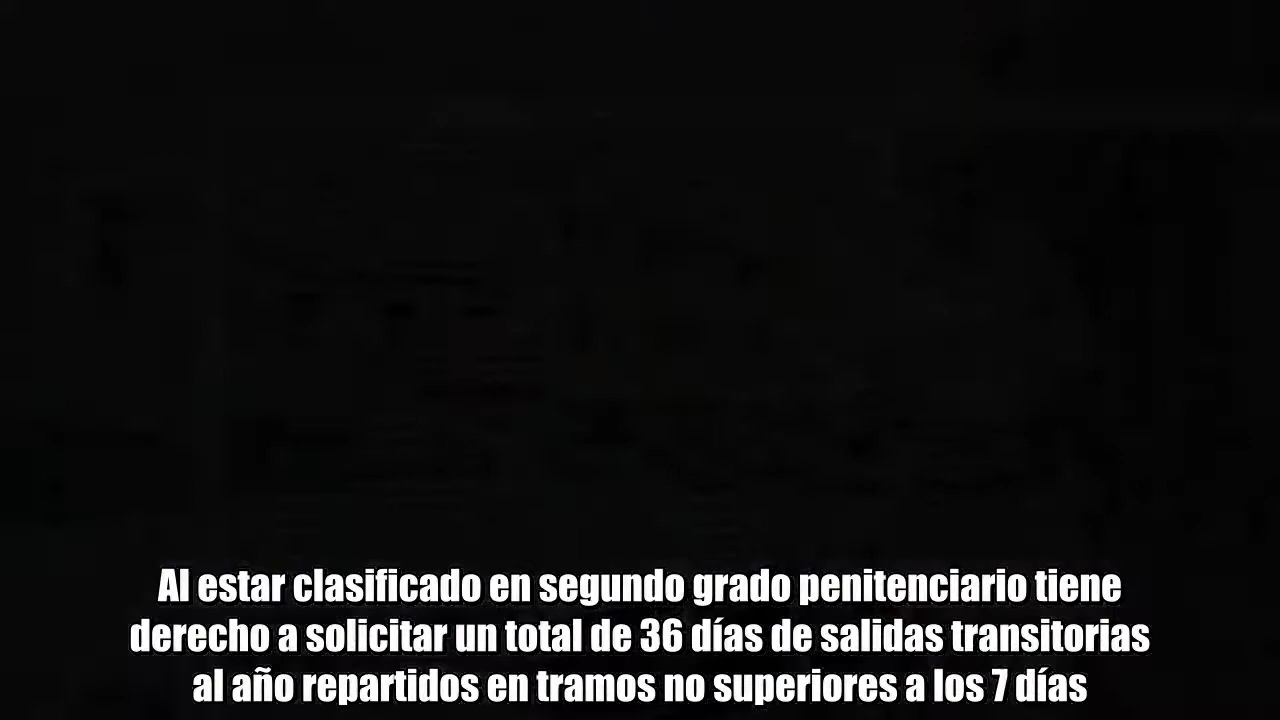 Al estar clasificado en segundo grado penitenciario tiene
derecho a solicitar un total de 36 días de salidas transitorias
al año repartidos en tramos no superiores a los 7 días